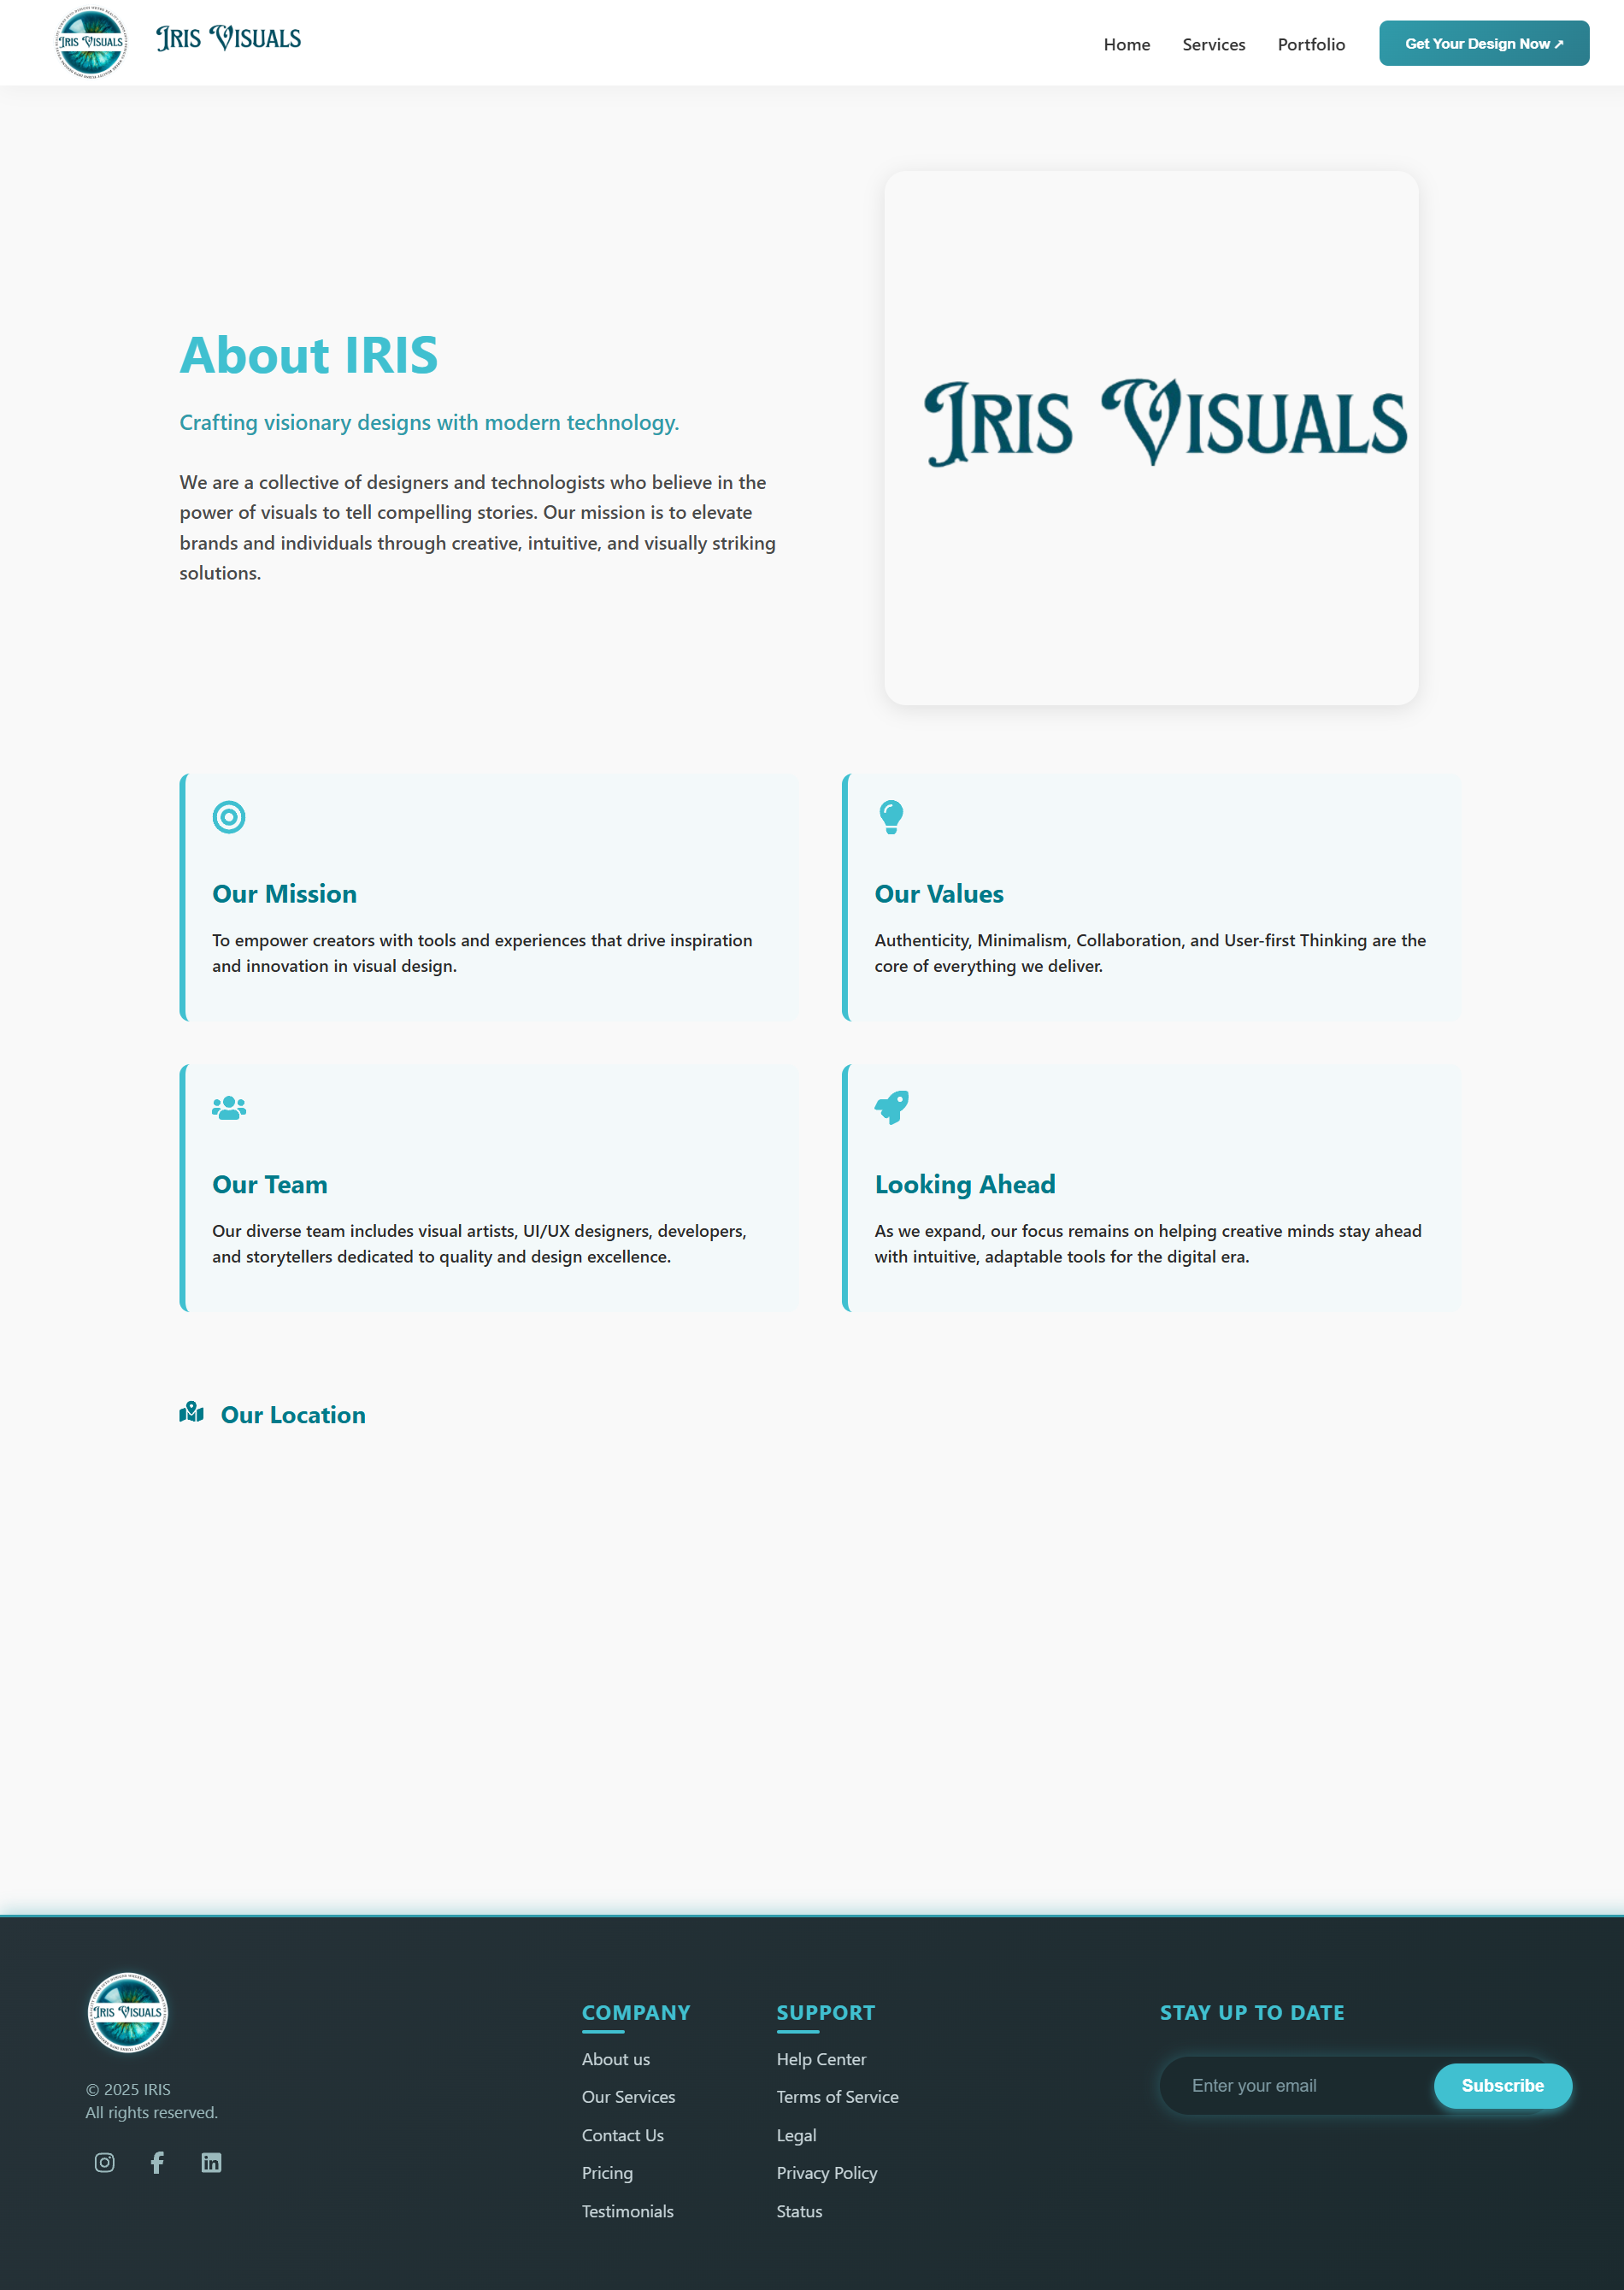 IRIS VISUALS
IRIS VISUALS
Home
Services
Portfolio
Get Your Design Now ↗
About IRIS
Crafting visionary designs with modern technology.
We are a collective of designers and technologists who believe in the
power of visuals to tell compelling stories. Our mission is to elevate
brands and individuals through creative, intuitive, and visually striking
solutions.
IRIS VISUALS
Our Mission
To empower creators with tools and experiences that drive inspiration
and innovation in visual design.
Our Values
Authenticity, Minimalism, Collaboration, and User-first Thinking are the
core of everything we deliver.
Our Team
Our diverse team includes visual artists, UI/UX designers, developers,
and storytellers dedicated to quality and design excellence.
Looking Ahead
As we expand, our focus remains on helping creative minds stay ahead
with intuitive, adaptable tools for the digital era.
Our Location
IRIS VISUALS
© 2025 IRIS
All rights reserved.
COMPANY
About us
Our Services
Contact Us
Pricing
Testimonials
SUPPORT
Help Center
Terms of Service
Legal
Privacy Policy
Status
STAY UP TO DATE
Enter your email
Subscribe